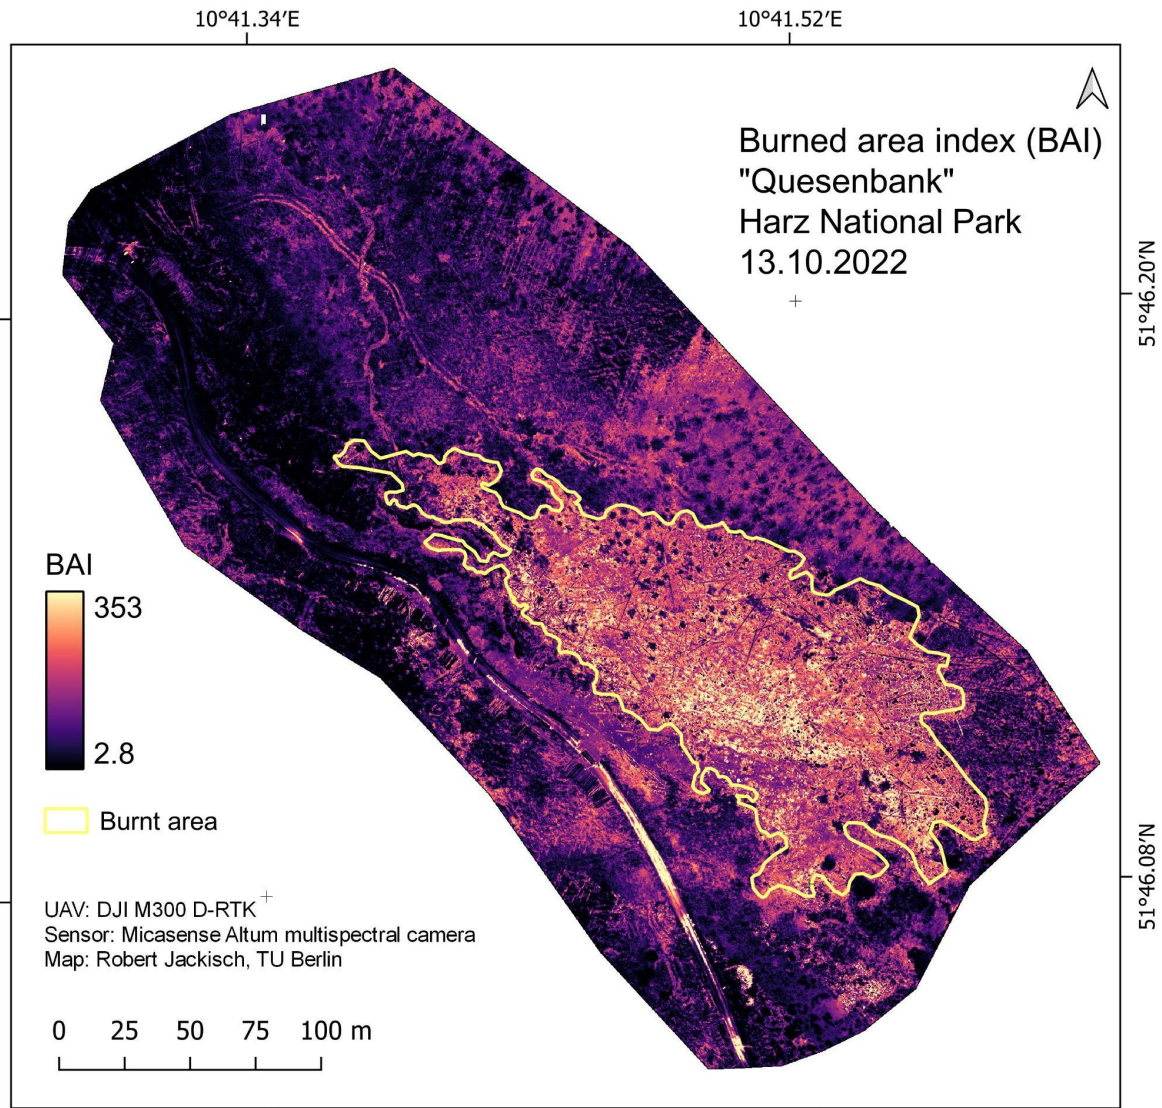 10°41.34′E
10°41.52′E
Burned area index (BAI)
"Quesenbank"
Harz National Park
13.10.2022
51°46.20′N
BAI
353
2.8
Burnt area
51°46.08′N
UAV: DJI M300 D-RTK
Sensor: Micasense Altum multispectral camera
Map: Robert Jackisch, TU Berlin
0 25 50 75 100 m